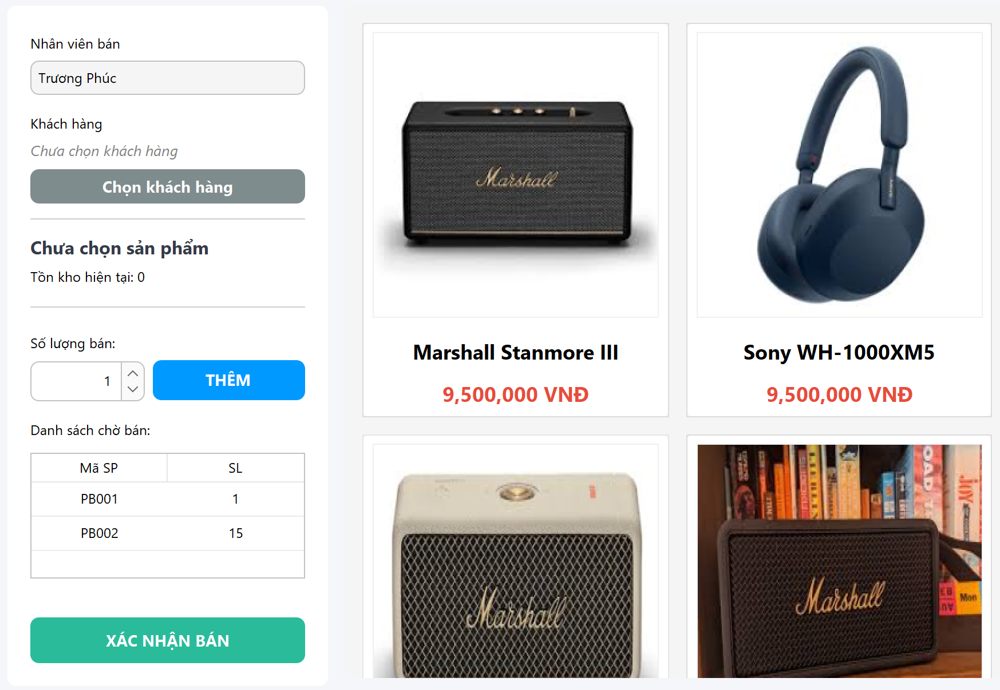 Nhân viên bán
Trương Phúc
Khách hàng
Chưa chọn khách hàng
Chọn khách hàng
Chưa chọn sản phẩm
Tồn kho hiện tại: 0
Số lượng bán:
1
THÊM
Danh sách chờ bán:
Mã SP SL
PB001 1
PB002 15
XÁC NHẬN BÁN
Marshall
Marshall Stanmore III
9,500,000 VNĐ
Sony WH-1000XM5
9,500,000 VNĐ
Marshall
Marshall
Mon